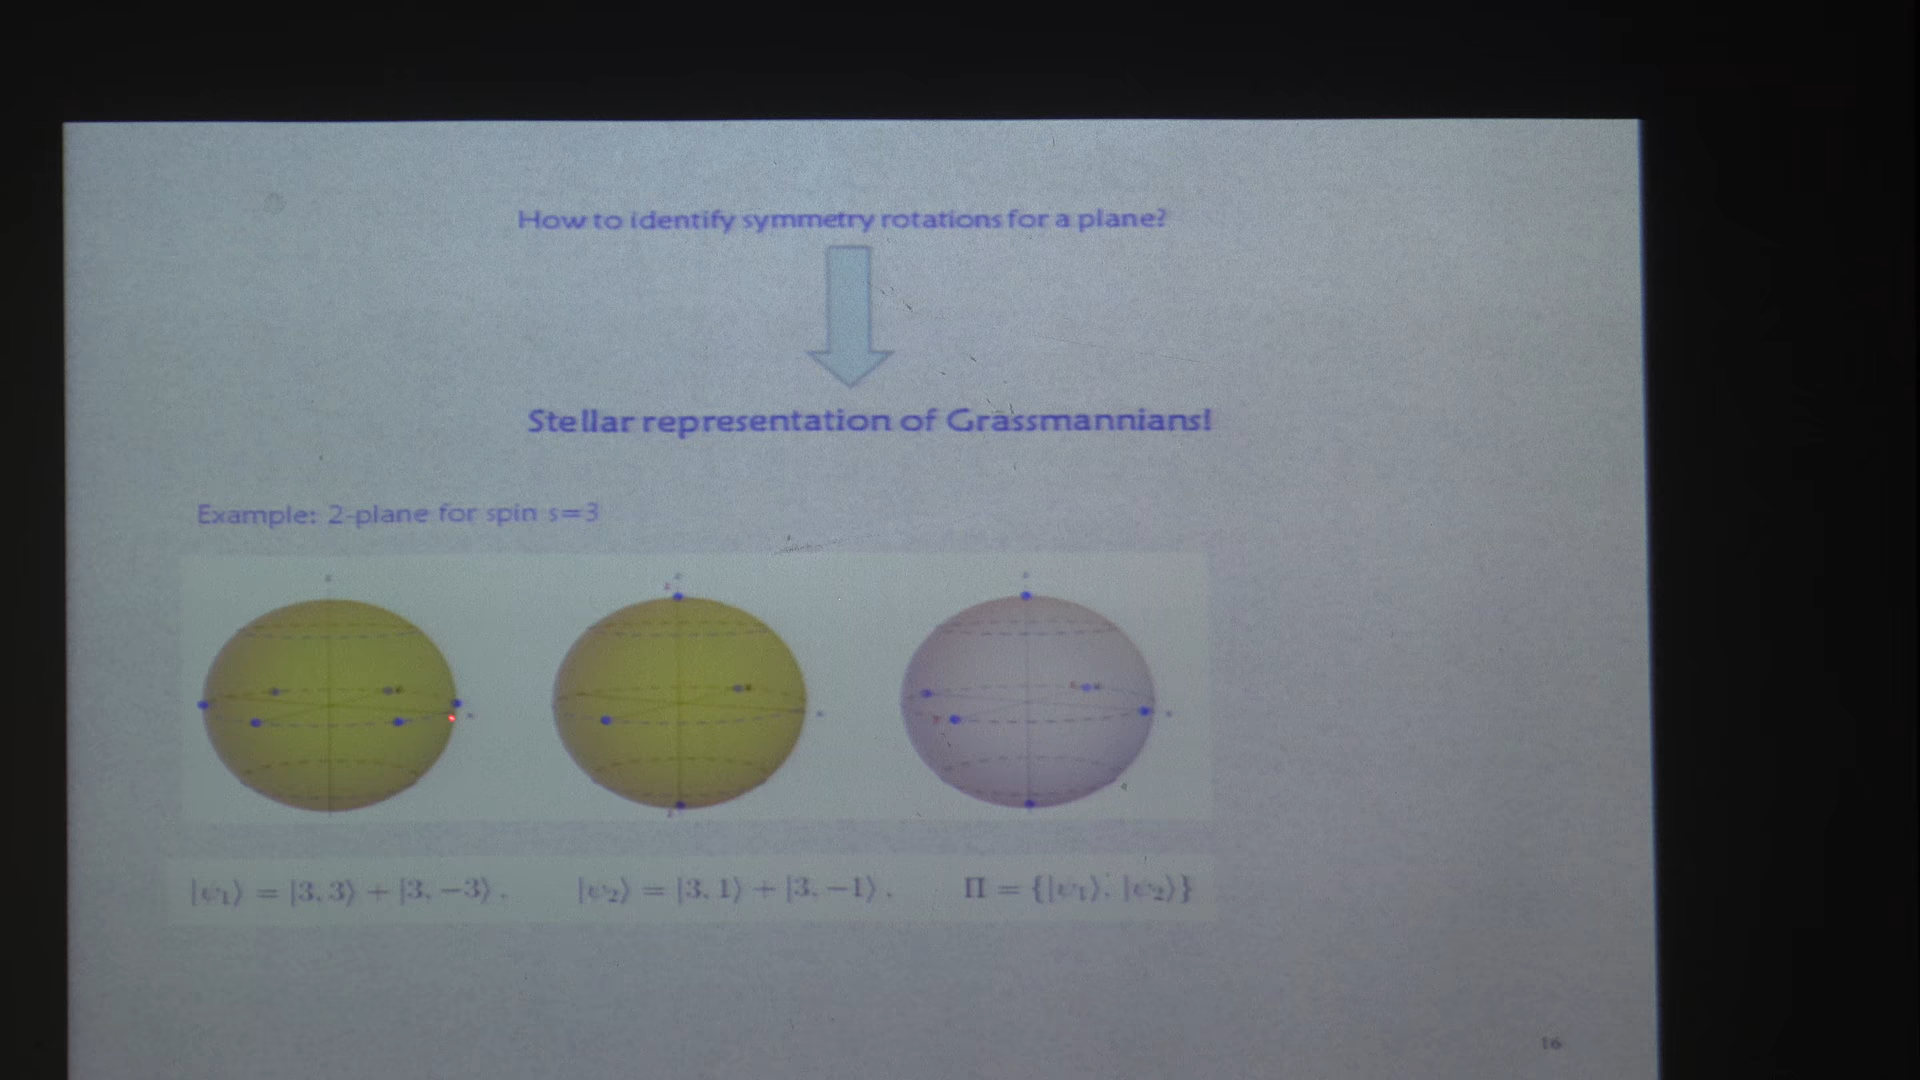 How to identify symmetry rotations for a plane?
Stellar representation of Grassmannians!
Example: 2-plane for spin s=3
|ψ₁⟩ = |3, 3⟩ + |3, −3⟩ .
|ψ₂⟩ = |3, 1⟩ + |3, −1⟩ .
Π = {|ψ₁⟩, |ψ₂⟩}
16